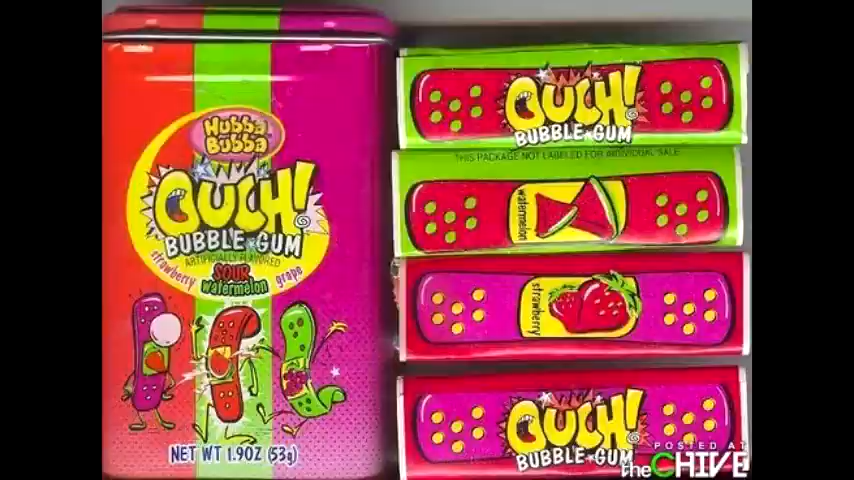 Hubba
Bubba
OUCH!
BUBBLE GUM
ARTIFICIALLY FLAVORED
strawberry
SOUR
watermelon
grape
NET WT 1.90Z (53g)
OUCH!
BUBBLE GUM
THIS PACKAGE NOT LABELED FOR INDIVIDUAL SALE
watermelon
strawberry
OUCH!
BUBBLE GUM
POSTED AT
theCHIVE